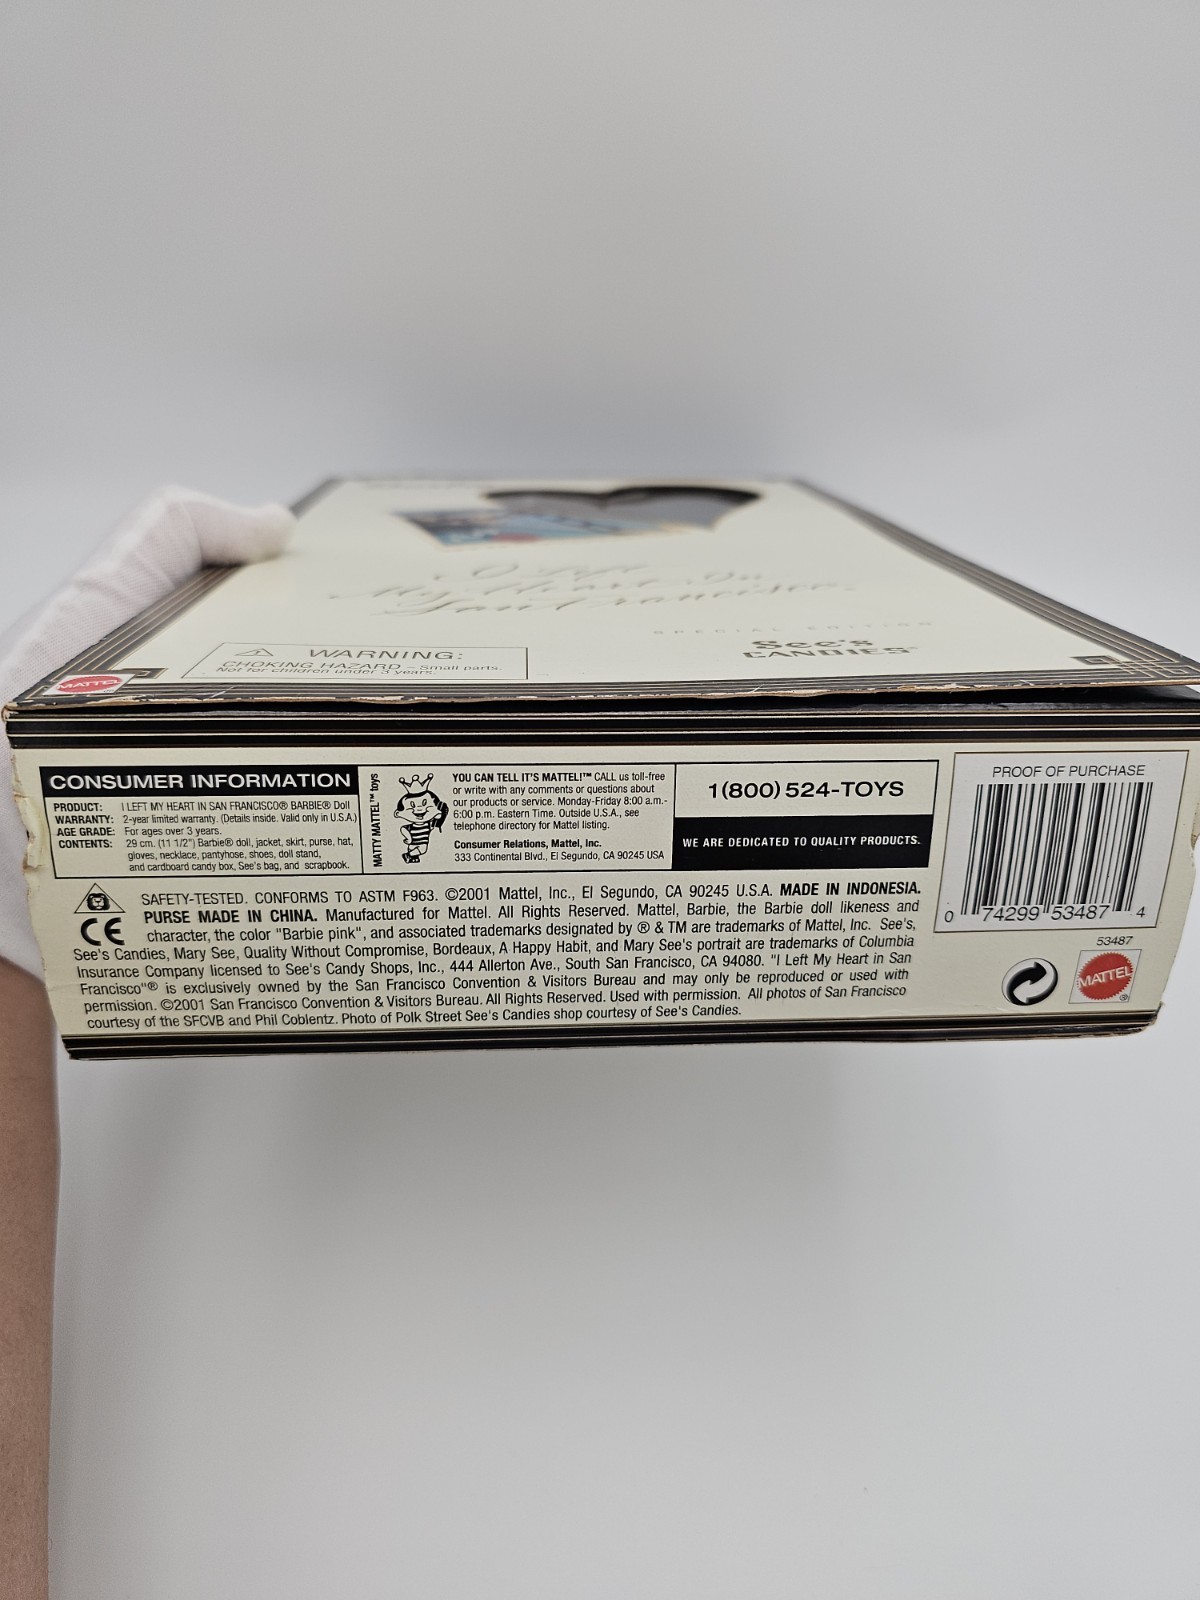 I Left
My Heart In
San Francisco
SPECIAL EDITION
See's
CANDIES®
WARNING:
CHOKING HAZARD – Small parts.
Not for children under 3 years.
MATTEL
CONSUMER INFORMATION
PRODUCT: I LEFT MY HEART IN SAN FRANCISCO® BARBIE® Doll
WARRANTY: 2-year limited warranty. (Details inside. Valid only in U.S.A.)
AGE GRADE: For ages over 3 years.
CONTENTS: 29 cm. (11 1/2") Barbie® doll, jacket, skirt, purse, hat,
gloves, necklace, pantyhose, shoes, doll stand,
and cardboard candy box, See's bag, and scrapbook.
MATTY MATTEL™ toys
YOU CAN TELL IT'S MATTEL!™ CALL us toll-free
or write with any comments or questions about
our products or service. Monday-Friday 8:00 a.m.-
6:00 p.m. Eastern Time. Outside U.S.A., see
telephone directory for Mattel listing.
Consumer Relations, Mattel, Inc.
333 Continental Blvd., El Segundo, CA 90245 USA
1(800) 524-TOYS
WE ARE DEDICATED TO QUALITY PRODUCTS.
PROOF OF PURCHASE
0 74299 53487 4
53487
MATTEL
®
CE
SAFETY-TESTED. CONFORMS TO ASTM F963. ©2001 Mattel, Inc., El Segundo, CA 90245 U.S.A. MADE IN INDONESIA.
PURSE MADE IN CHINA. Manufactured for Mattel. All Rights Reserved. Mattel, Barbie, the Barbie doll likeness and
character, the color "Barbie pink", and associated trademarks designated by ® & TM are trademarks of Mattel, Inc. See's,
See's Candies, Mary See, Quality Without Compromise, Bordeaux, A Happy Habit, and Mary See's portrait are trademarks of Columbia
Insurance Company licensed to See's Candy Shops, Inc., 444 Allerton Ave., South San Francisco, CA 94080. "I Left My Heart in San
Francisco"® is exclusively owned by the San Francisco Convention & Visitors Bureau and may only be reproduced or used with
permission. ©2001 San Francisco Convention & Visitors Bureau. All Rights Reserved. Used with permission. All photos of San Francisco
courtesy of the SFCVB and Phil Coblentz. Photo of Polk Street See's Candies shop courtesy of See's Candies.